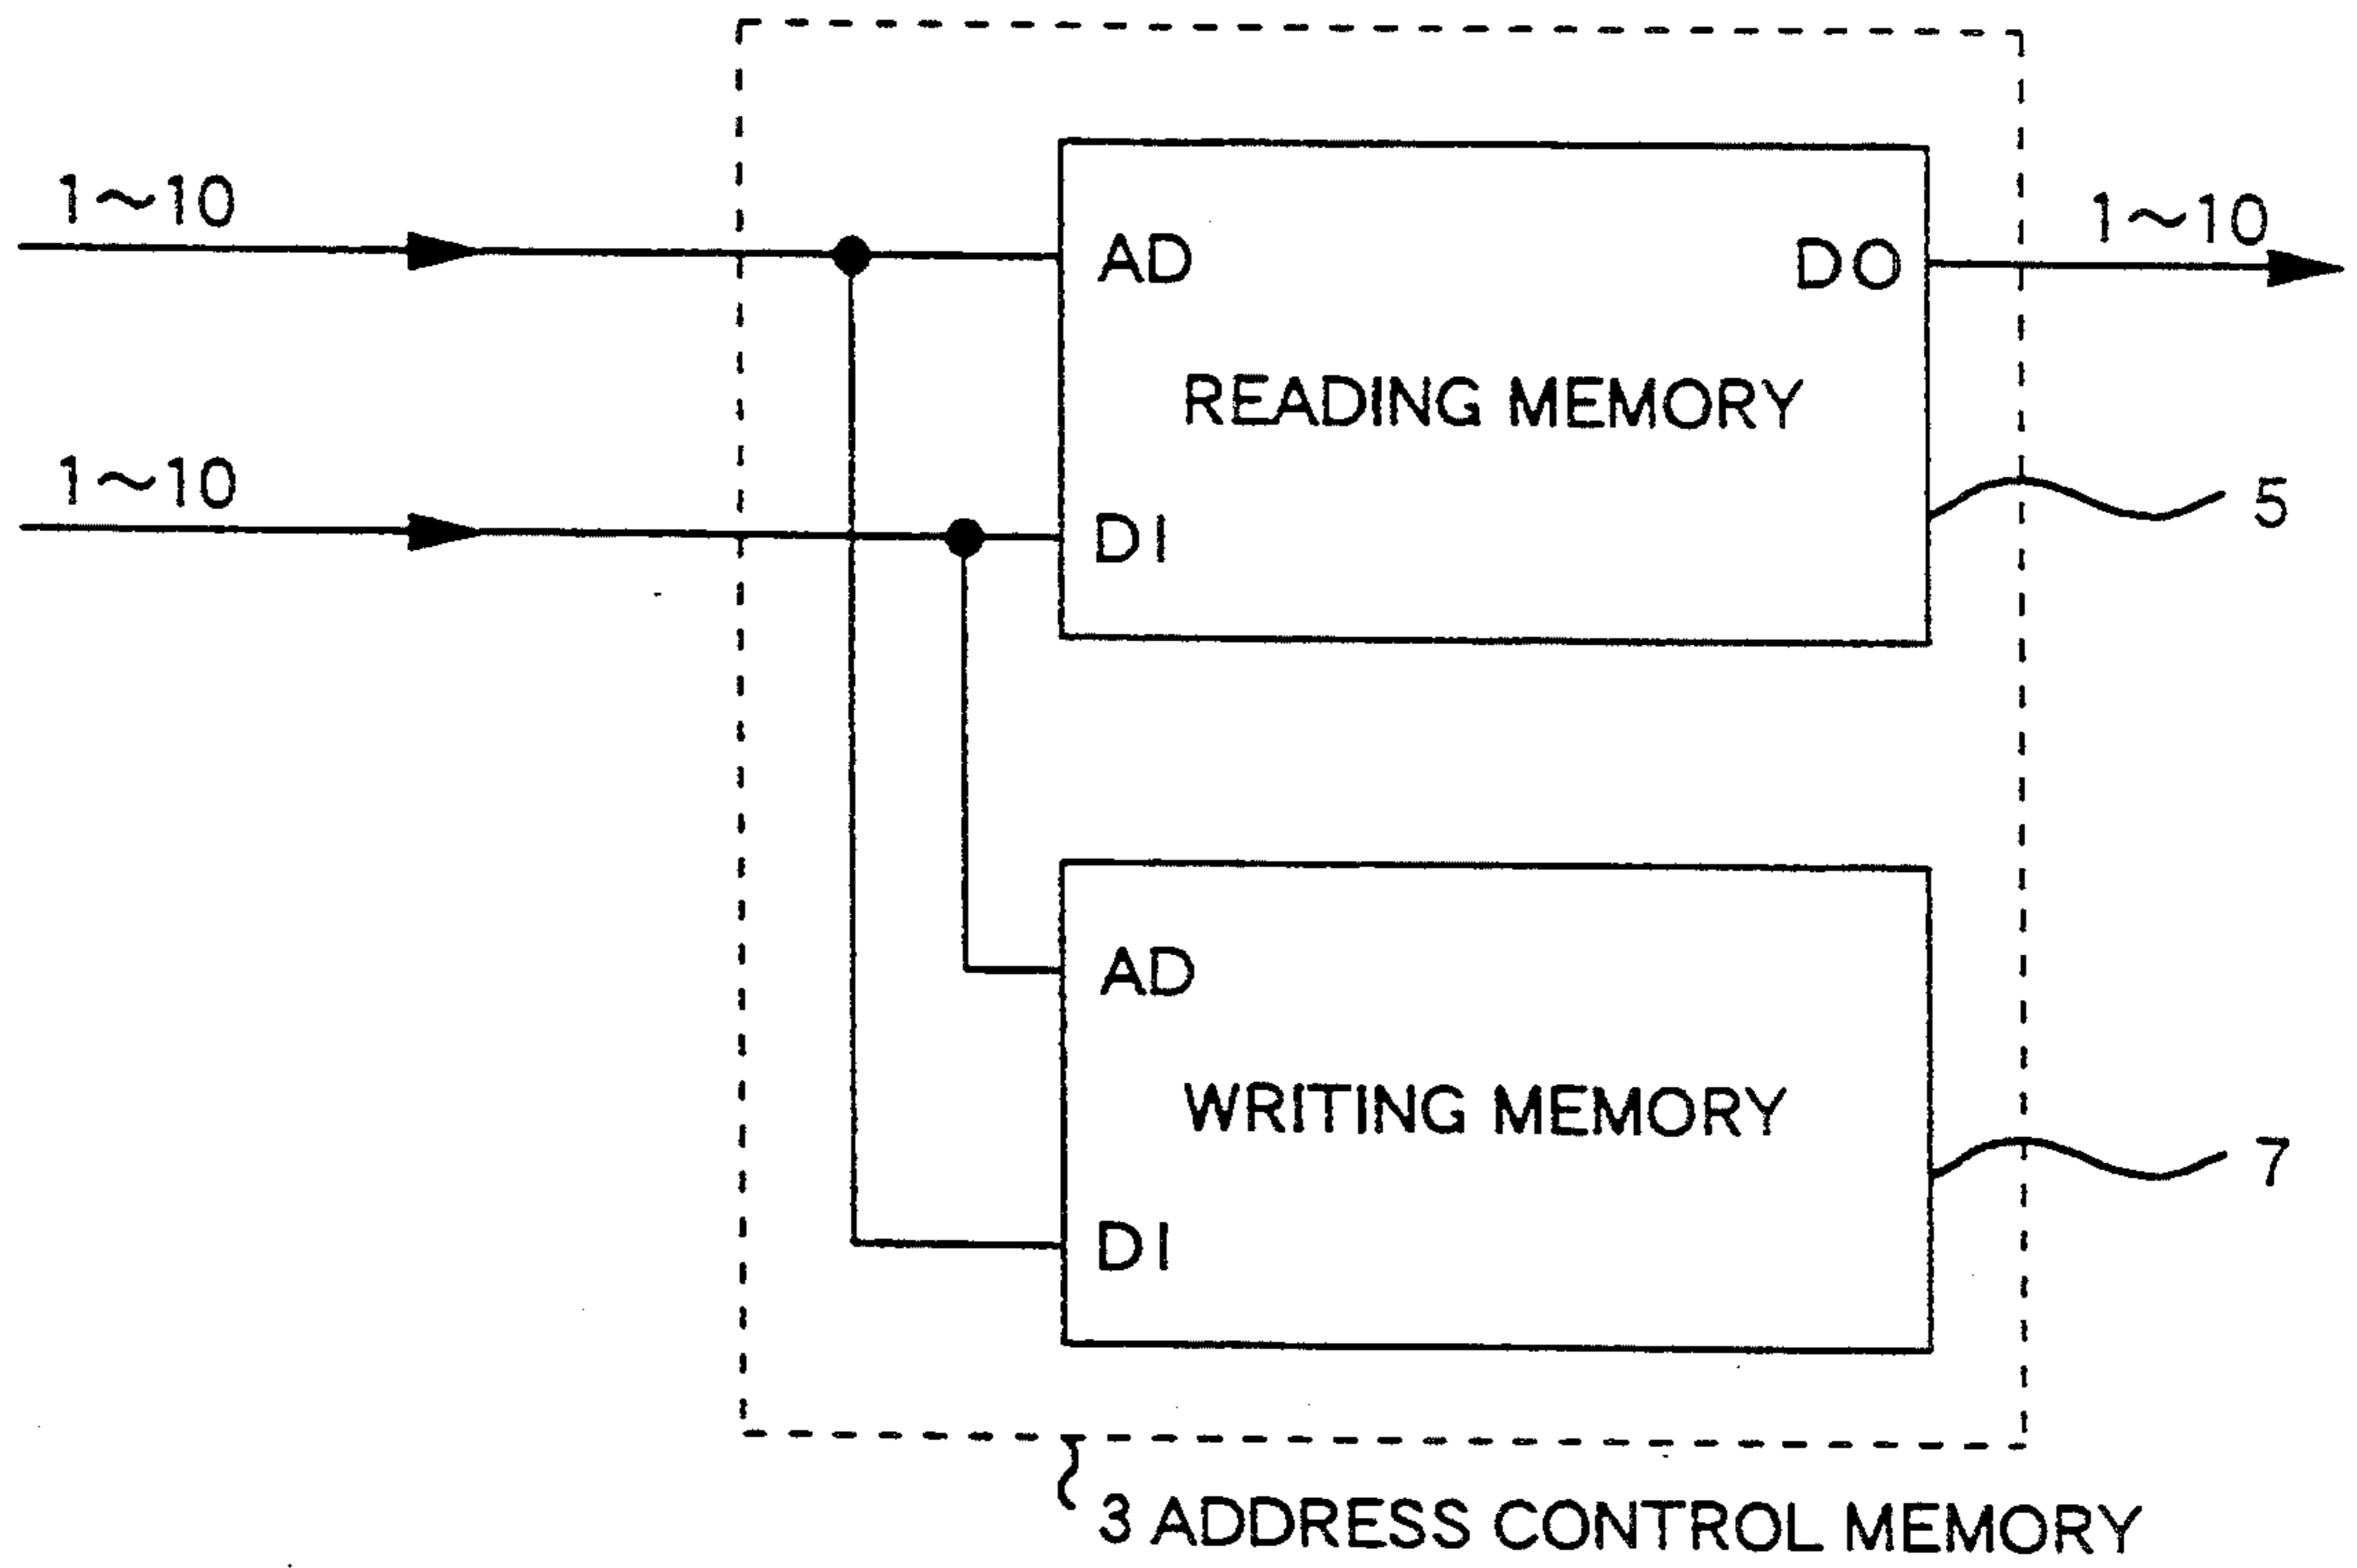 1~10
AD
DO
1~10
READING MEMORY
1~10
DI
5
AD
WRITING MEMORY
7
DI
3 ADDRESS CONTROL MEMORY